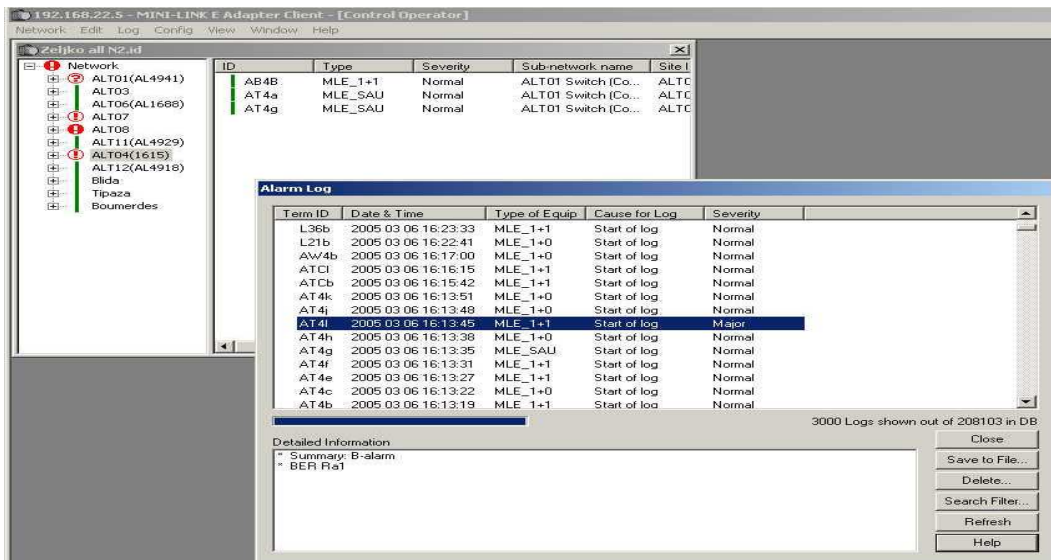 192.168.22.5 - MINI-LINK E Adapter Client - [Control Operator]
Network Edit Log Config View Window Help
Zeljko all N2.id
Network
ALT01(AL4941)
ALT03
ALT06(AL1688)
ALT07
ALT08
ALT11(AL4929)
ALT04(1615)
ALT12(AL4918)
Blida
Tipaza
Boumerdes
ID Type Severity Sub-network name Site I
AB4B MLE_1+1 Normal ALT01 Switch (Co... ALT0
AT4a MLE_SAU Normal ALT01 Switch (Co... ALT0
AT4g MLE_SAU Normal ALT01 Switch (Co... ALT0
Alarm Log
Term ID Date & Time Type of Equip Cause for Log Severity
L36b 2005 03 06 16:23:33 MLE_1+1 Start of log Normal
L21b 2005 03 06 16:22:41 MLE_1+0 Start of log Normal
AW4b 2005 03 06 16:17:00 MLE_1+0 Start of log Normal
ATCl 2005 03 06 16:16:15 MLE_1+1 Start of log Normal
ATCb 2005 03 06 16:15:42 MLE_1+1 Start of log Normal
AT4k 2005 03 06 16:13:51 MLE_1+0 Start of log Normal
AT4j 2005 03 06 16:13:48 MLE_1+0 Start of log Normal
AT4l 2005 03 06 16:13:45 MLE_1+1 Start of log Major
AT4h 2005 03 06 16:13:38 MLE_1+0 Start of log Normal
AT4g 2005 03 06 16:13:35 MLE_SAU Start of log Normal
AT4f 2005 03 06 16:13:31 MLE_1+1 Start of log Normal
AT4e 2005 03 06 16:13:27 MLE_1+1 Start of log Normal
AT4c 2005 03 06 16:13:22 MLE_1+0 Start of log Normal
AT4b 2005 03 06 16:13:19 MLE_1+1 Start of log Normal
3000 Logs shown out of 208103 in DB
Detailed Information
* Summary: B-alarm
* BER Ra1
Close
Save to File...
Delete...
Search Filter...
Refresh
Help